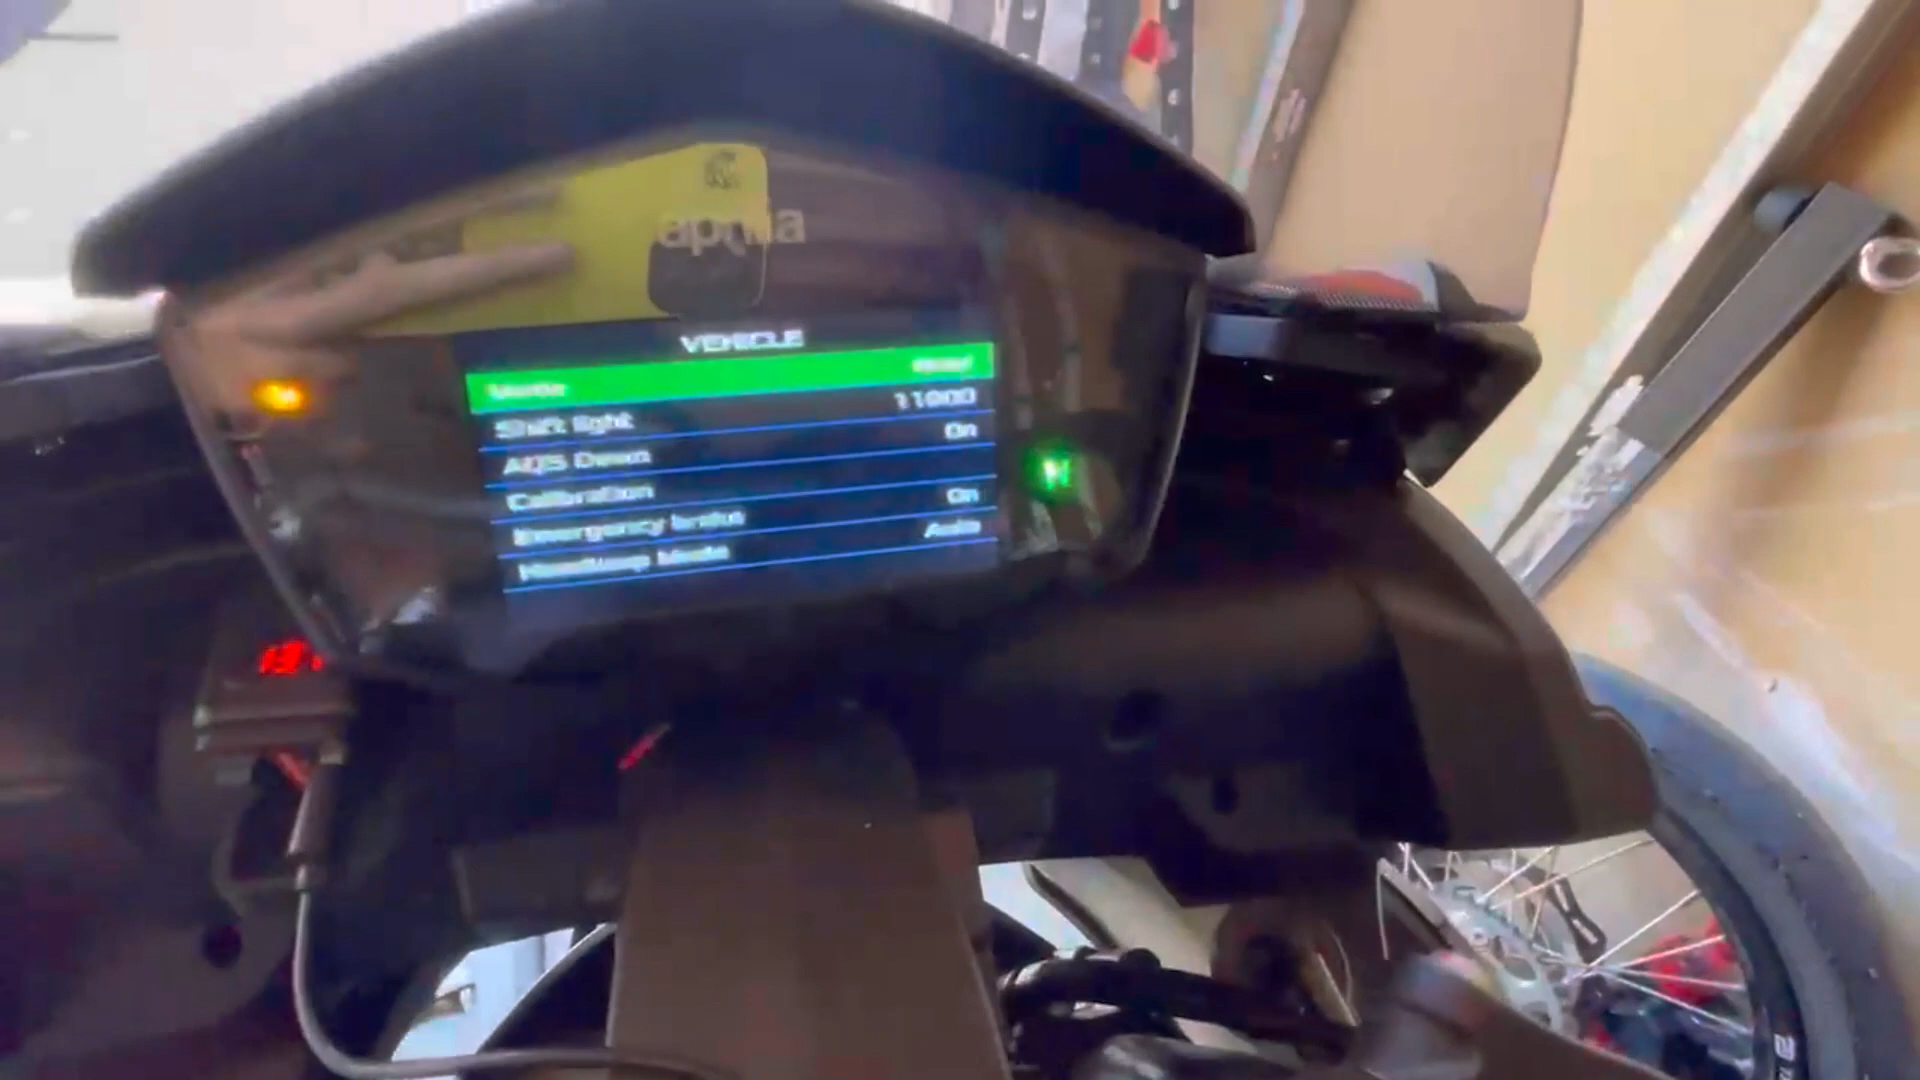 aprilia
VEHICLE
Shift light 11000
AQS Down On
Calibration
Emergency brake On
Headlamp Mode Auto
N